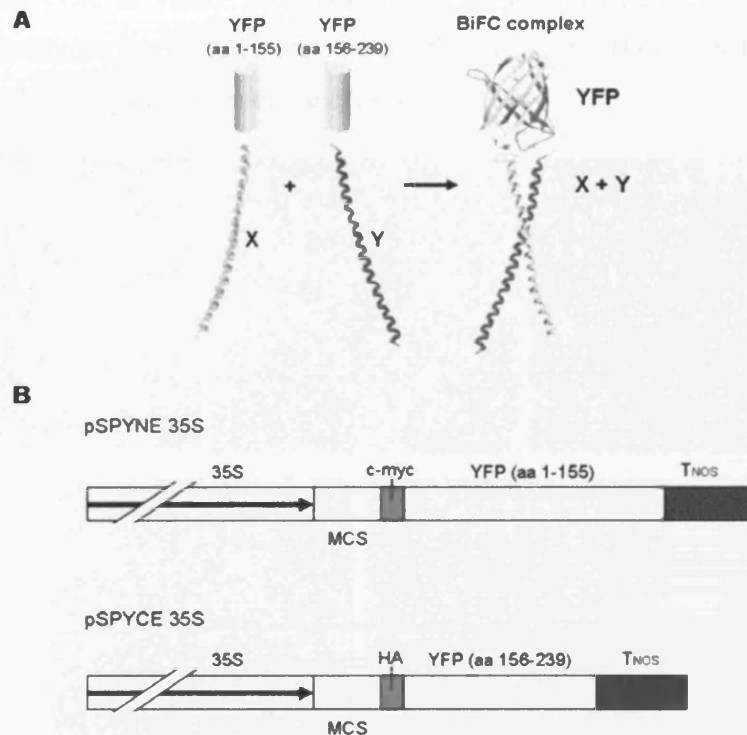 A
YFP YFP BiFC complex
(aa 1-155) (aa 156-239)
YFP
+
X + Y
X Y
B
pSPYNE 35S
35S c-myc YFP (aa 1-155) TNOS
MCS
pSPYCE 35S
35S HA YFP (aa 156-239) TNOS
MCS